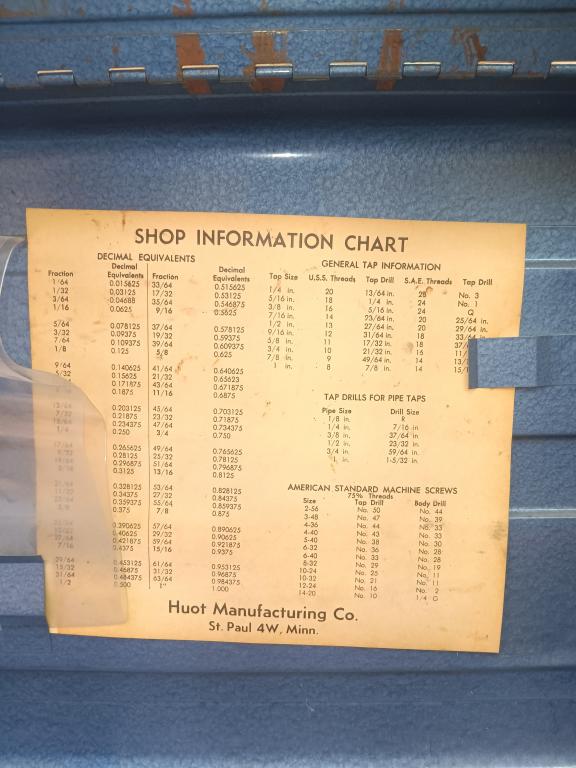 SHOP INFORMATION CHART
DECIMAL EQUIVALENTS
Fraction Decimal Equivalents Fraction Decimal Equivalents
1/64 0.015625 33/64 0.515625
1/32 0.03125 17/32 0.53125
3/64 0.04688 35/64 0.546875
1/16 0.0625 9/16 0.5625
5/64 0.078125 37/64 0.578125
3/32 0.09375 19/32 0.59375
7/64 0.109375 39/64 0.609375
1/8 0.125 5/8 0.625
9/64 0.140625 41/64 0.640625
5/32 0.15625 21/32 0.65623
0.171875 43/64 0.671875
0.1875 11/16 0.6875
13/64 0.203125 45/64 0.703125
7/32 0.21875 23/32 0.71875
15/64 0.234375 47/64 0.734375
1/4 0.250 3/4 0.750
17/64 0.265625 49/64 0.765625
0.28125 25/32 0.78125
0.296875 51/64 0.796875
0.3125 13/16 0.8125
0.328125 53/64 0.828125
0.34375 27/32 0.84375
0.359375 55/64 0.859375
0.375 7/8 0.875
0.390625 57/64 0.890625
0.40625 29/32 0.90625
0.421875 59/64 0.921875
7/16 0.4375 15/16 0.9375
29/64 0.453125 61/64 0.953125
15/32 0.46875 31/32 0.96875
31/64 0.484375 63/64 0.984375
1/2 0.500 1" 1.000
GENERAL TAP INFORMATION
Tap Size U.S.S. Threads Tap Drill S.A.E. Threads Tap Drill
1/4 in. 20 13/64 in. 28 No. 3
5/16 in. 18 1/4 in. 24 No. 1
3/8 in. 16 5/16 in. 24 Q
7/16 in. 14 23/64 in. 20 25/64 in.
1/2 in. 13 27/64 in. 20 29/64 in.
9/16 in. 12 31/64 in. 18 33/64
5/8 in. 11 17/32 in. 18 37/
3/4 in. 10 21/32 in. 16 11/
7/8 in. 9 49/64 in. 14
1 in. 8 7/8 in. 14
TAP DRILLS FOR PIPE TAPS
Pipe Size Drill Size
1/8 in. R
1/4 in. 7/16 in
3/8 in. 37/64 in.
1/2 in. 23/32 in.
3/4 in. 59/64 in.
1 in. 1-5/32 in.
AMERICAN STANDARD MACHINE SCREWS
75% Threads
Size Tap Drill Body Drill
2-56 No. 50 No. 44
3-48 No. 47 No. 39
4-36 No. 44 No. 33
4-40 No. 43 No. 33
5-40 No. 38 No. 30
6-32 No. 36 No. 28
6-40 No. 33 No. 28
8-32 No. 29 No. 19
10-24 No. 25 No. 11
10-32 No. 21 No. 11
12-24 No. 16 No. 2
14-20 No. 10 1/4 G
Huot Manufacturing Co.
St. Paul 4W, Minn.